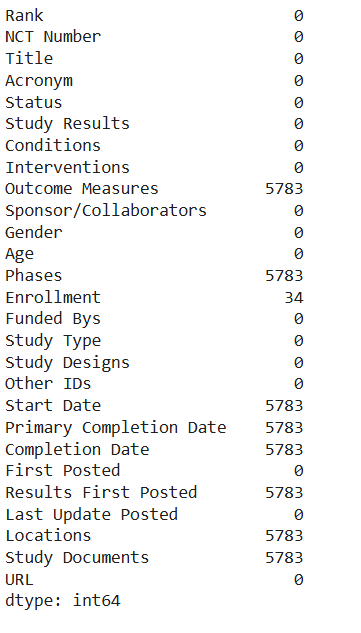 Rank 0
NCT Number 0
Title 0
Acronym 0
Status 0
Study Results 0
Conditions 0
Interventions 0
Outcome Measures 5783
Sponsor/Collaborators 0
Gender 0
Age 0
Phases 5783
Enrollment 34
Funded Bys 0
Study Type 0
Study Designs 0
Other IDs 0
Start Date 5783
Primary Completion Date 5783
Completion Date 5783
First Posted 0
Results First Posted 5783
Last Update Posted 0
Locations 5783
Study Documents 5783
URL 0
dtype: int64